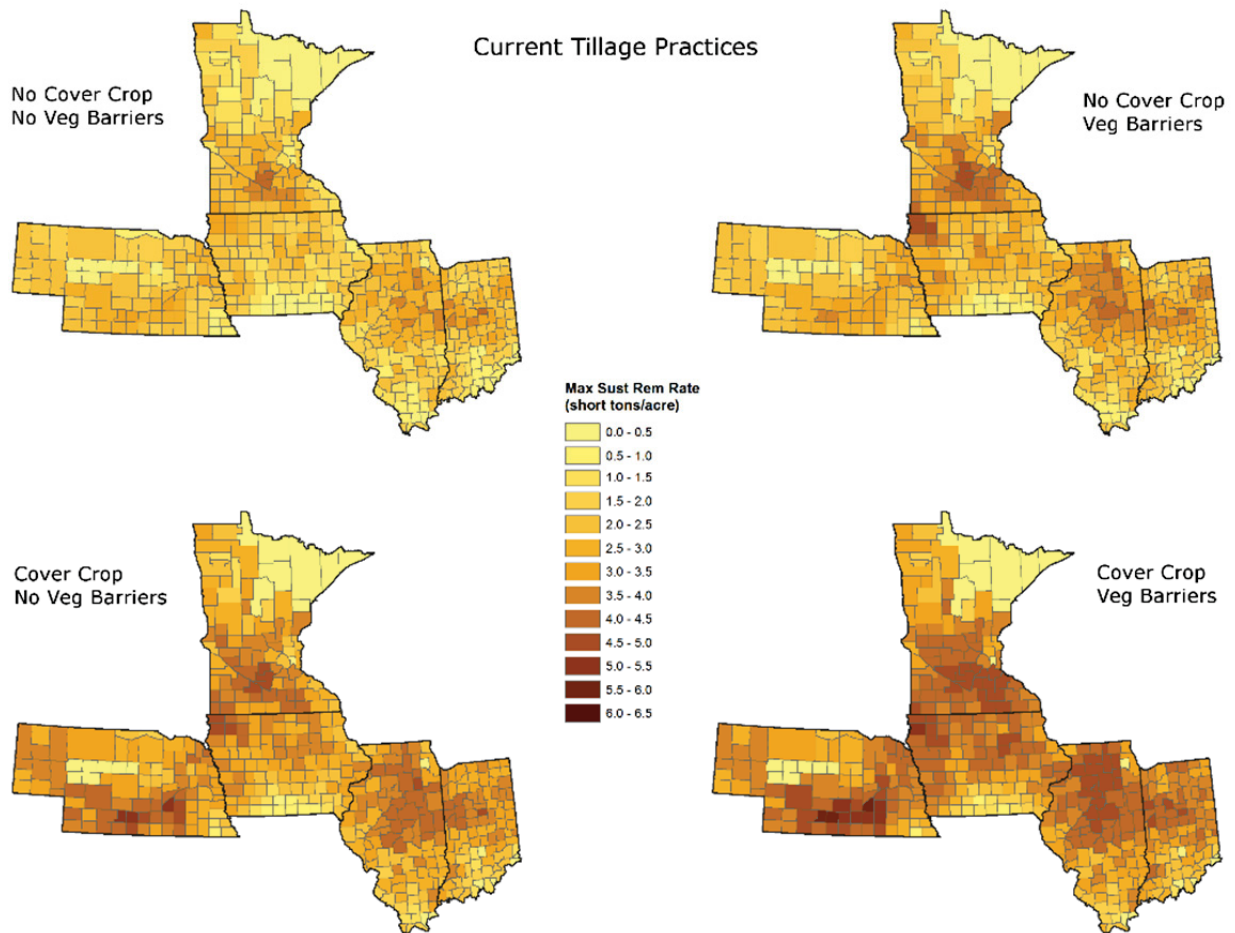 Current Tillage Practices
No Cover Crop
No Veg Barriers
No Cover Crop
Veg Barriers
Max Sust Rem Rate
(short tons/acre)
0.0 - 0.5
0.5 - 1.0
1.0 - 1.5
1.5 - 2.0
2.0 - 2.5
2.5 - 3.0
3.0 - 3.5
3.5 - 4.0
4.0 - 4.5
4.5 - 5.0
5.0 - 5.5
5.5 - 6.0
6.0 - 6.5
Cover Crop
No Veg Barriers
Cover Crop
Veg Barriers